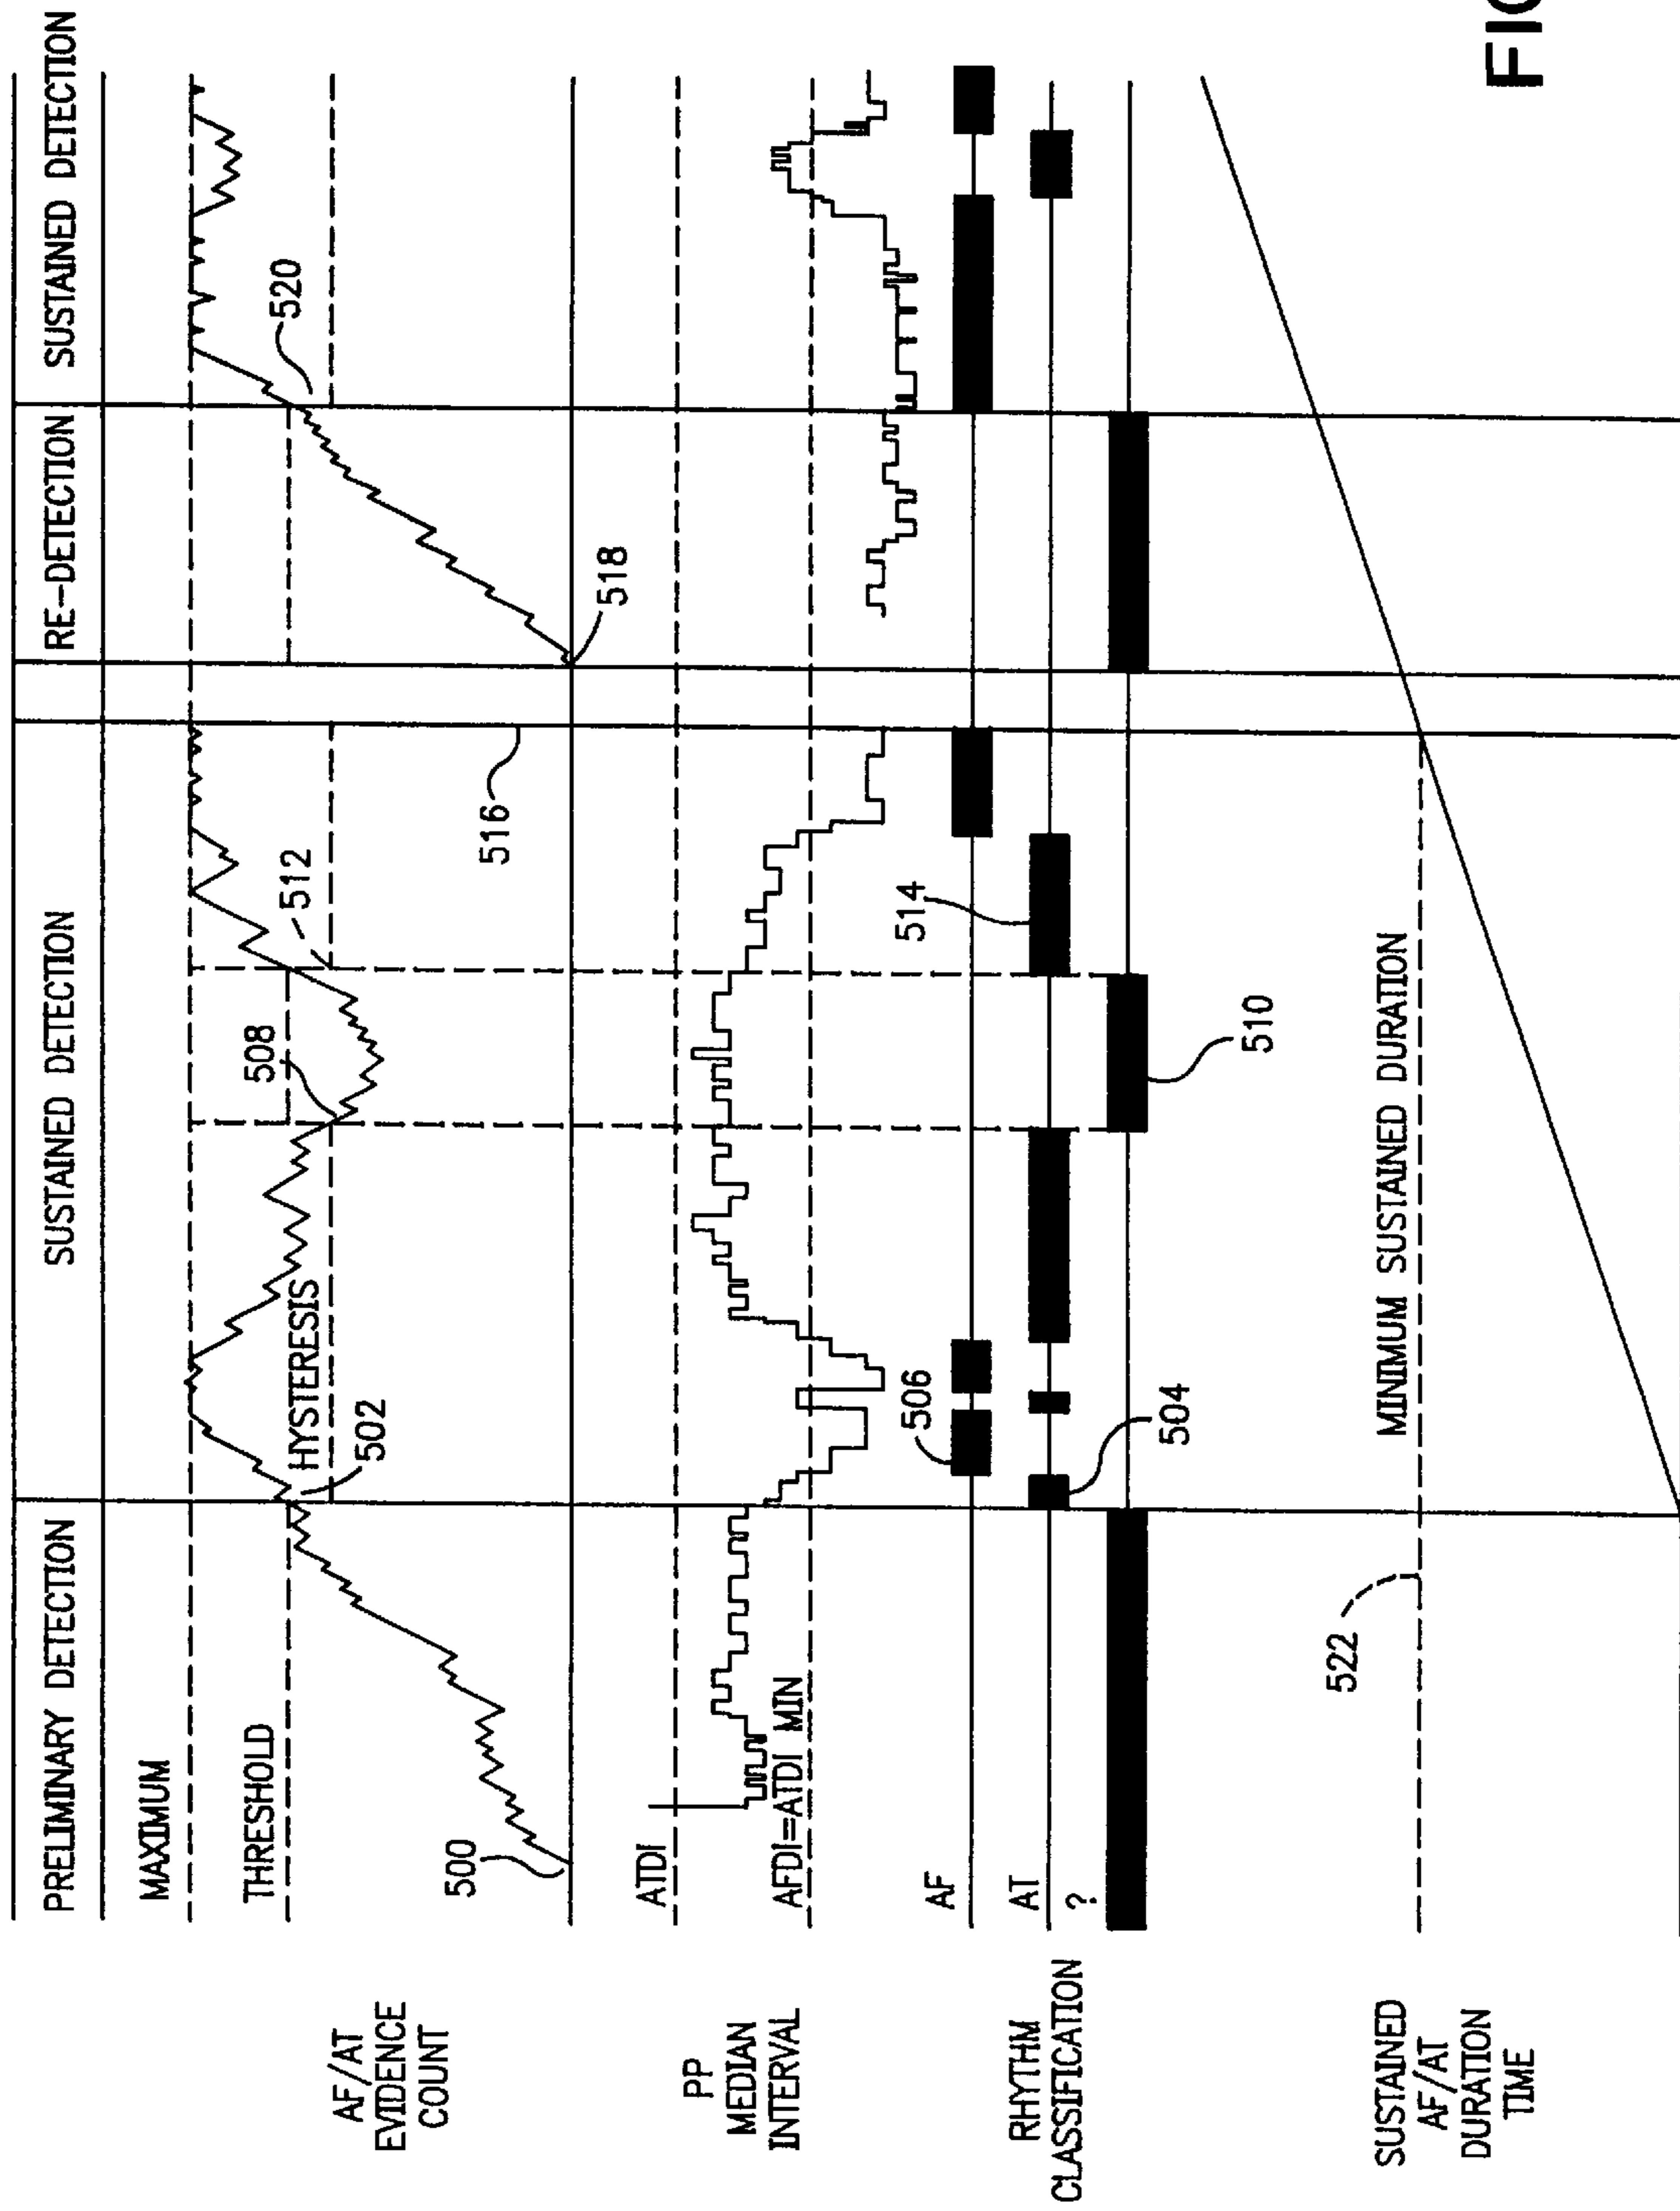 PRELIMINARY DETECTION
SUSTAINED DETECTION
RE-DETECTION
SUSTAINED DETECTION
AF/AT
EVIDENCE
COUNT
MAXIMUM
THRESHOLD
HYSTERESIS
500
502
508
512
516
518
520
PP
MEDIAN
INTERVAL
ATDI
AFDI=ATDI MIN
RHYTHM
CLASSIFICATION
AF
AT
?
506
504
514
510
SUSTAINED
AF/AT
DURATION
TIME
522
MINIMUM SUSTAINED DURATION